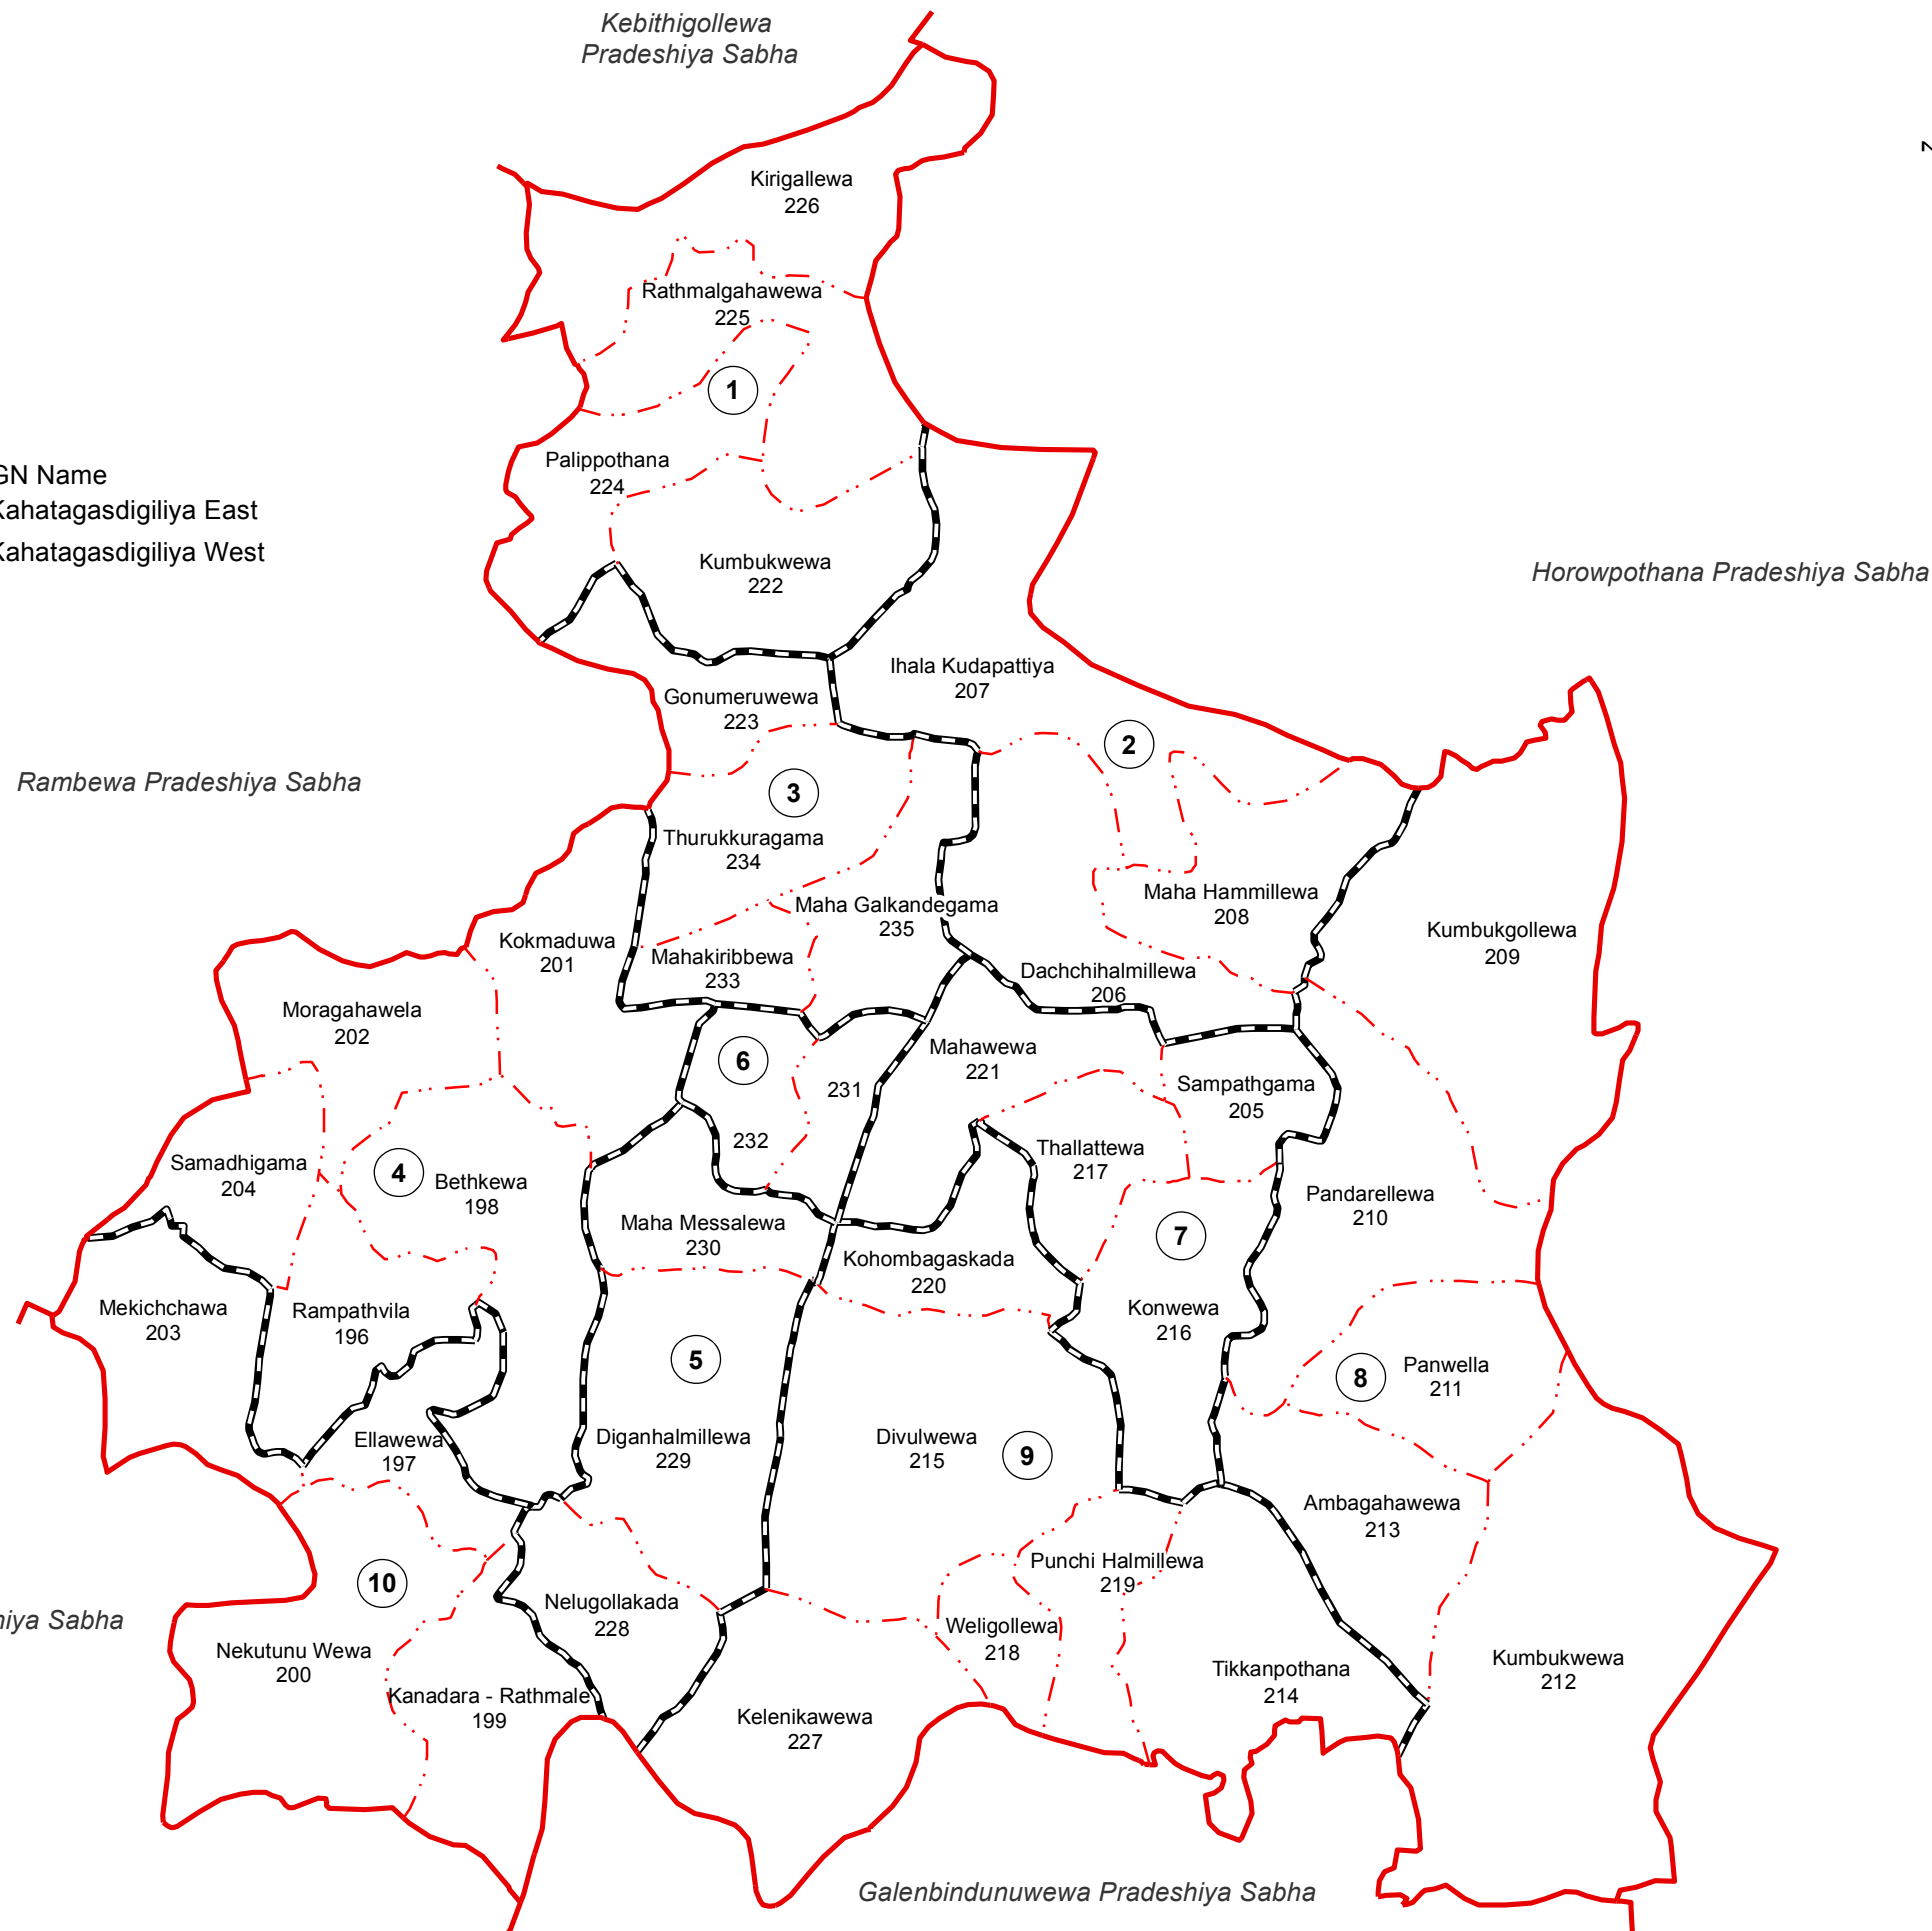 Kebithigollewa
Pradeshiya Sabha
Kirigallewa
226
Rathmalgahawewa
225
1
GN Name
Kahatagasdigiliya East
Kahatagasdigiliya West
Palippothana
224
Kumbukwewa
222
Horowpothana Pradeshiya Sabha
Ihala Kudapattiya
207
Gonumeruwewa
223
2
Rambewa Pradeshiya Sabha
3
Thurukkuragama
234
Maha Hammillewa
208
Maha Galkandegama
235
Kumbukgollewa
209
Kokmaduwa
201
Mahakiribbewa
233
Dachchihalmillewa
206
Moragahawela
202
6
Mahawewa
221
231
Sampathgama
205
232
Thallattewa
217
Samadhigama
204
4
Bethkewa
198
Pandarellewa
210
Maha Messalewa
230
7
Kohombagaskada
220
Mekichchawa
203
Rampathvila
196
Konwewa
216
5
8
Panwella
211
Ellawewa
197
Diganhalmillewa
229
Divulwewa
215
9
Ambagahawewa
213
Punchi Halmillewa
219
10
Nelugollakada
228
Weligollewa
218
hiya Sabha
Nekutunu Wewa
200
Kumbukwewa
212
Tikkanpothana
214
Kanadara - Rathmale
199
Kelenikawewa
227
Galenbindunuwewa Pradeshiya Sabha